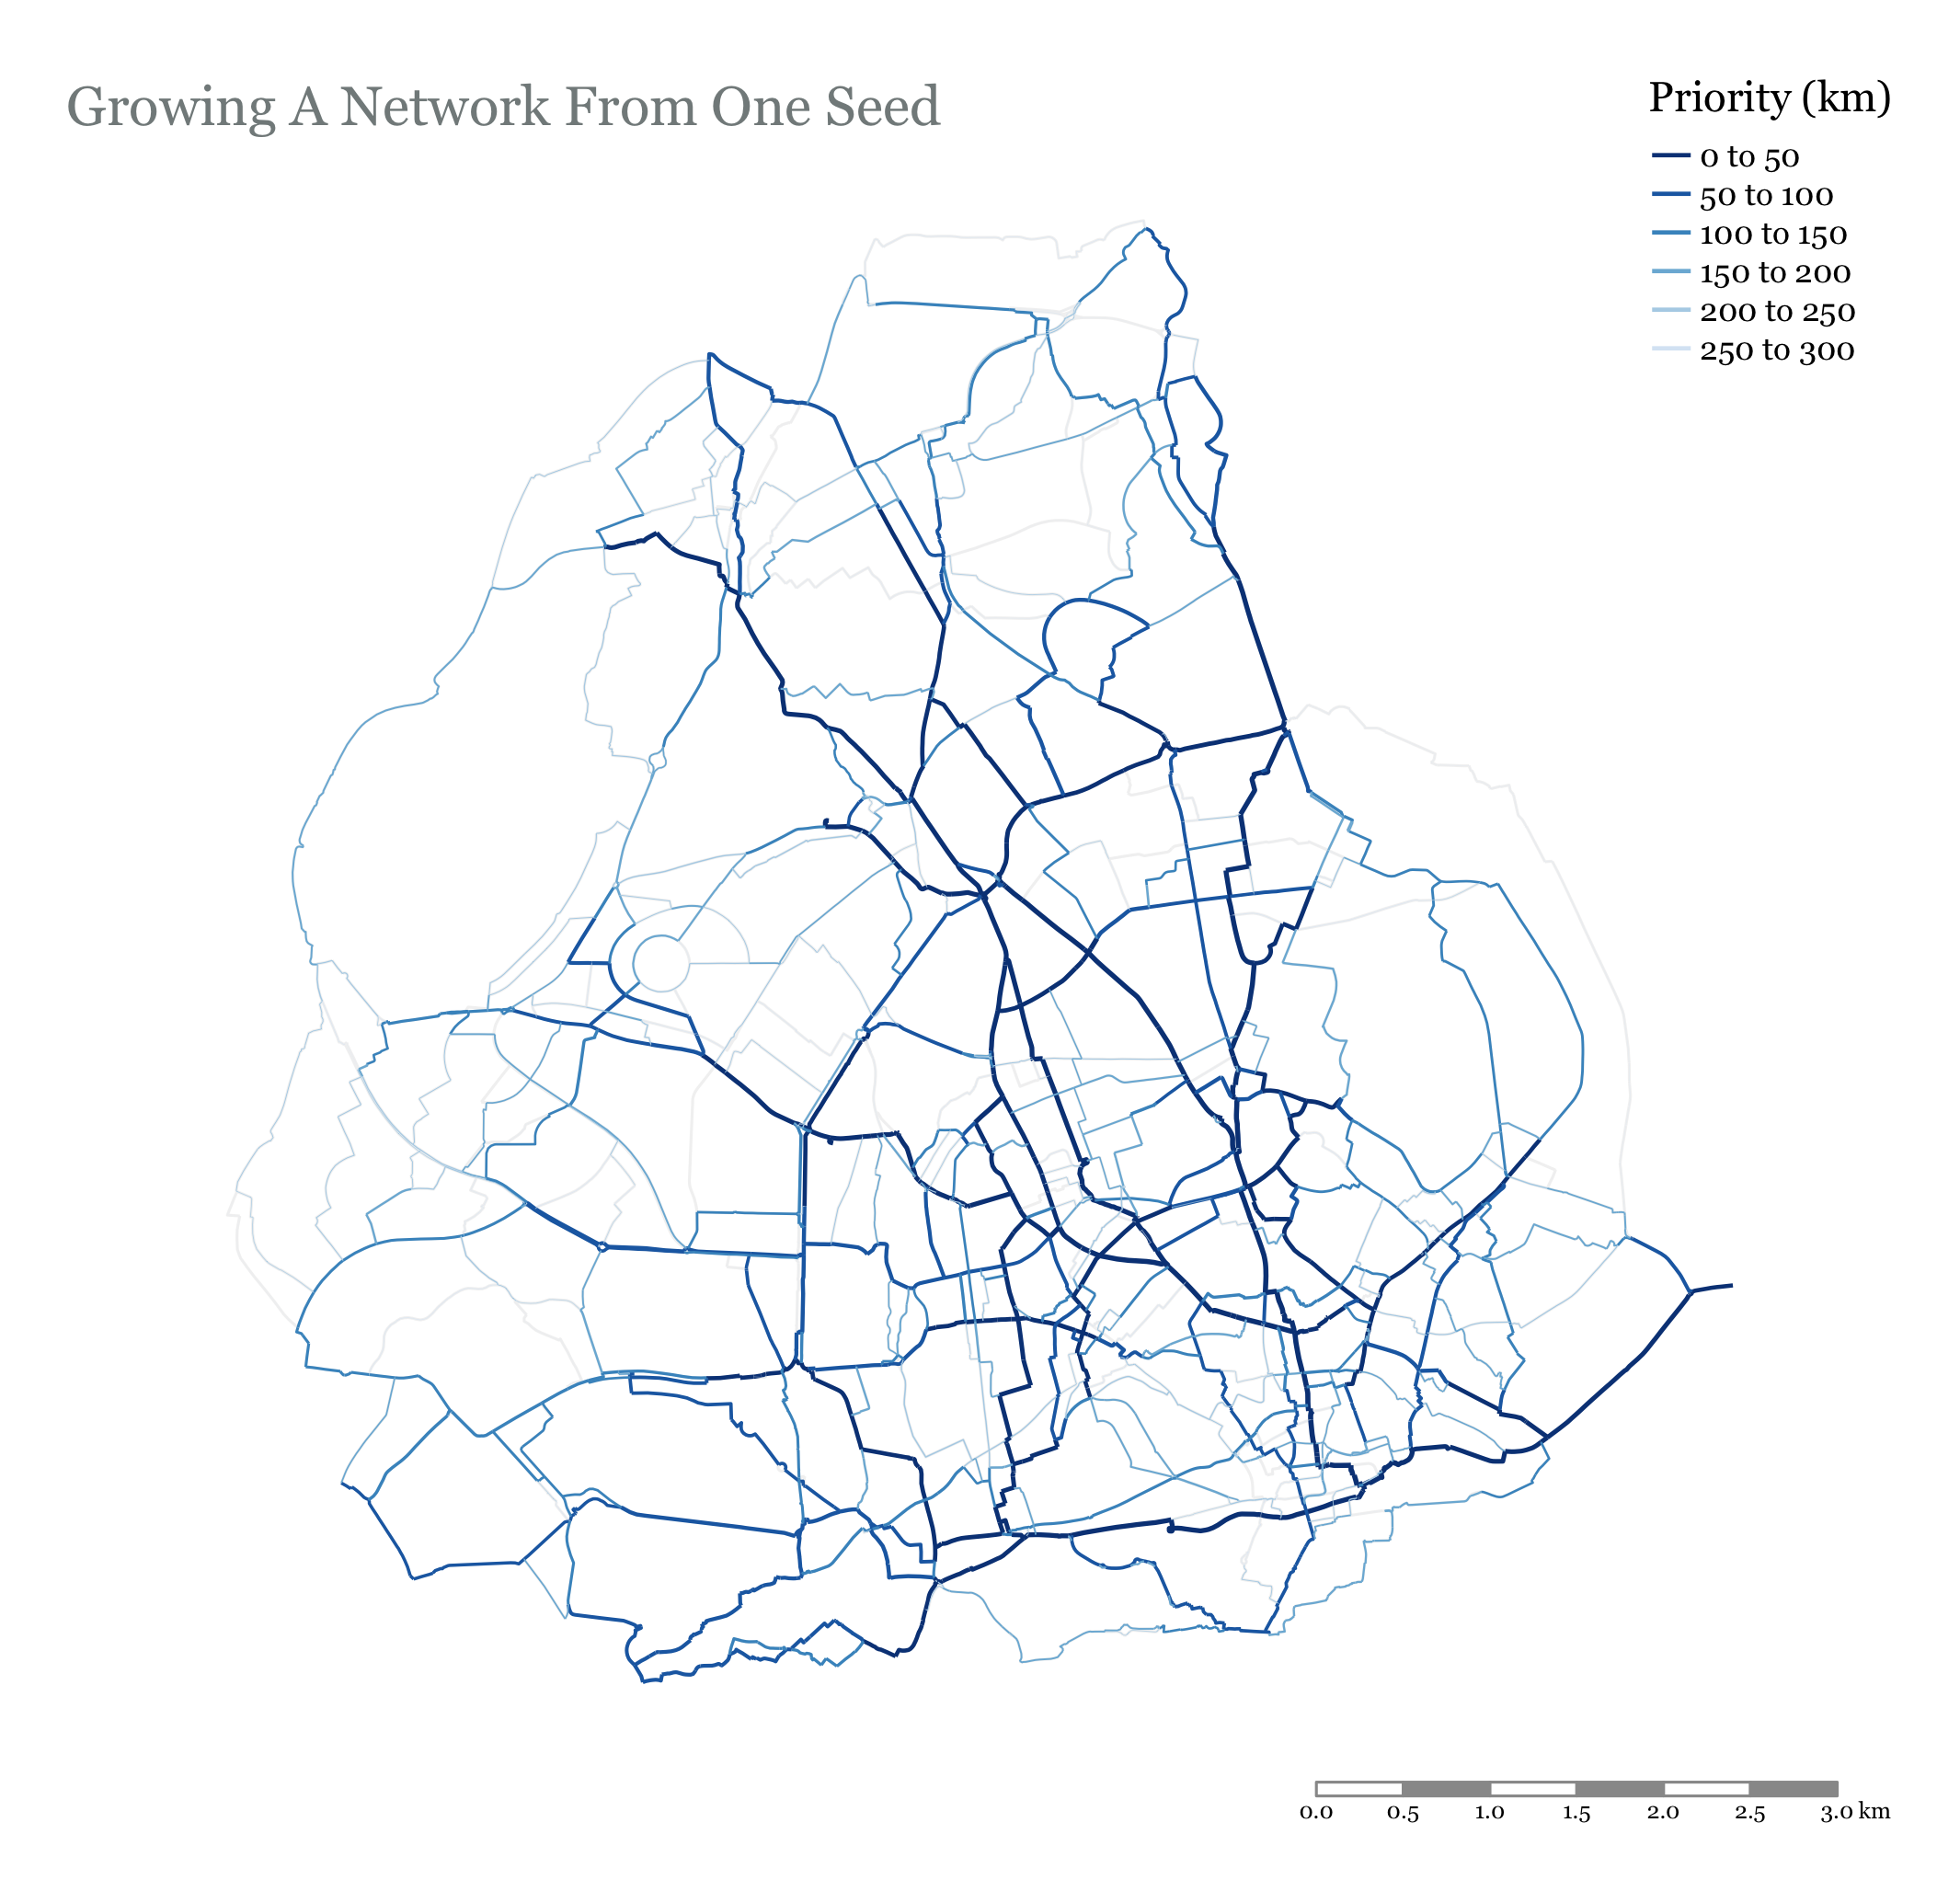 Growing A Network From One Seed
Priority (km)
0 to 50
50 to 100
100 to 150
150 to 200
200 to 250
250 to 300
0.0 0.5 1.0 1.5 2.0 2.5 3.0 km